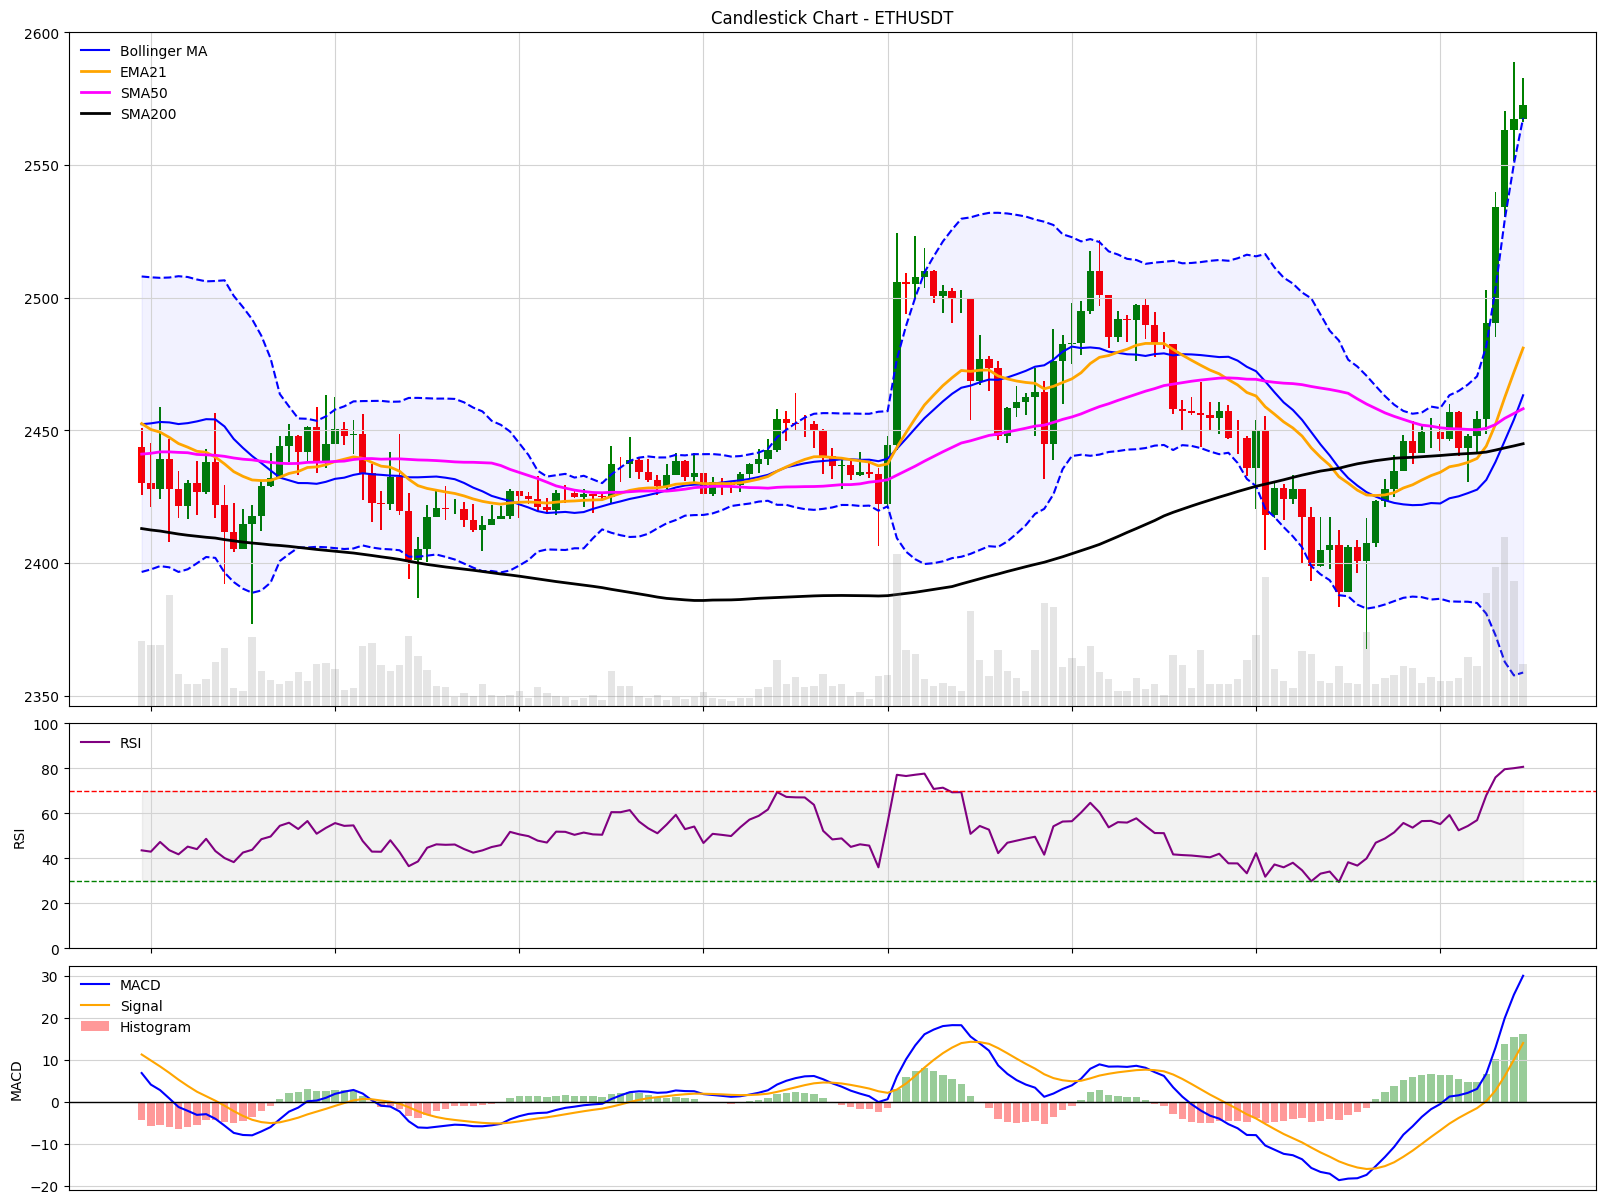 Candlestick Chart - ETHUSDT
2600
2550
2500
2450
2400
2350
Bollinger MA
EMA21
SMA50
SMA200
100
80
60
40
20
0
RSI
RSI
30
20
10
0
−10
−20
MACD
MACD
Signal
Histogram